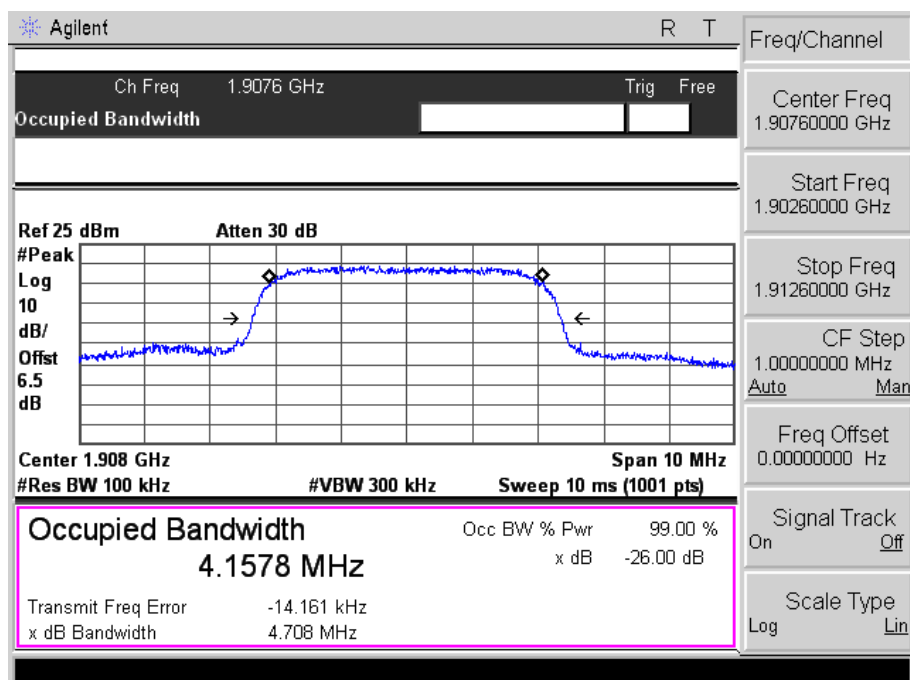 Agilent R T
Ch Freq 1.9076 GHz Trig Free
Occupied Bandwidth
Ref 25 dBm Atten 30 dB
#Peak
Log
10
dB/
Offst
6.5
dB
Center 1.908 GHz Span 10 MHz
#Res BW 100 kHz #VBW 300 kHz Sweep 10 ms (1001 pts)
Occupied Bandwidth Occ BW % Pwr 99.00 %
4.1578 MHz x dB -26.00 dB
Transmit Freq Error -14.161 kHz
x dB Bandwidth 4.708 MHz
Freq/Channel
Center Freq
1.90760000 GHz
Start Freq
1.90260000 GHz
Stop Freq
1.91260000 GHz
CF Step
1.00000000 MHz
Auto Man
Freq Offset
0.00000000 Hz
Signal Track
On Off
Scale Type
Log Lin